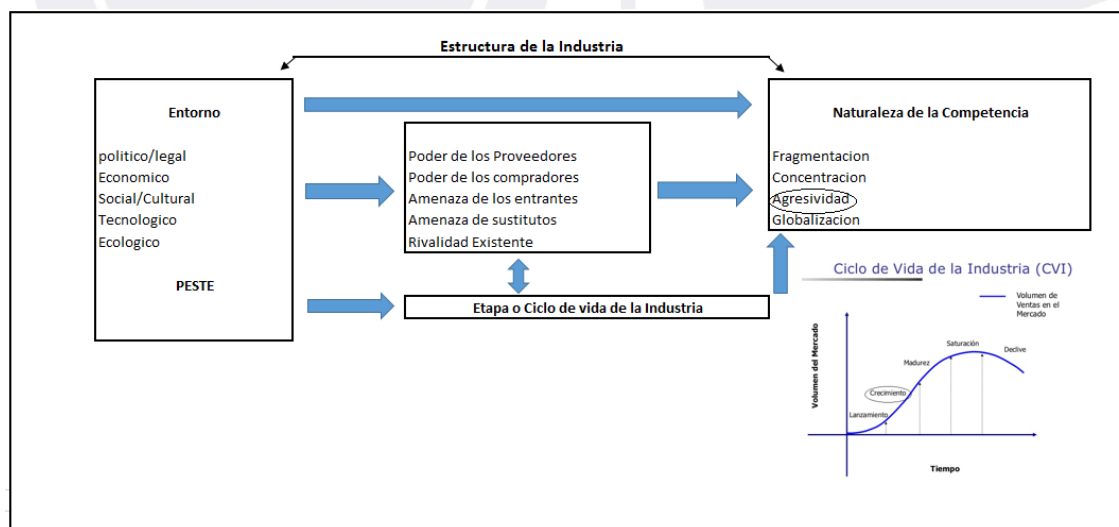 Estructura de la Industria
Entorno
politico/legal
Economico
Social/Cultural
Tecnologico
Ecologico
PESTE
Poder de los Proveedores
Poder de los compradores
Amenaza de los entrantes
Amenaza de sustitutos
Rivalidad Existente
Etapa o Ciclo de vida de la Industria
Naturaleza de la Competencia
Fragmentacion
Concentracion
Agresividad
Globalizacion
Ciclo de Vida de la Industria (CVI)
Volumen de
Ventas en el
Mercado
Volumen del Mercado
Lanzamiento
Crecimiento
Madurez
Saturación
Declive
Tiempo